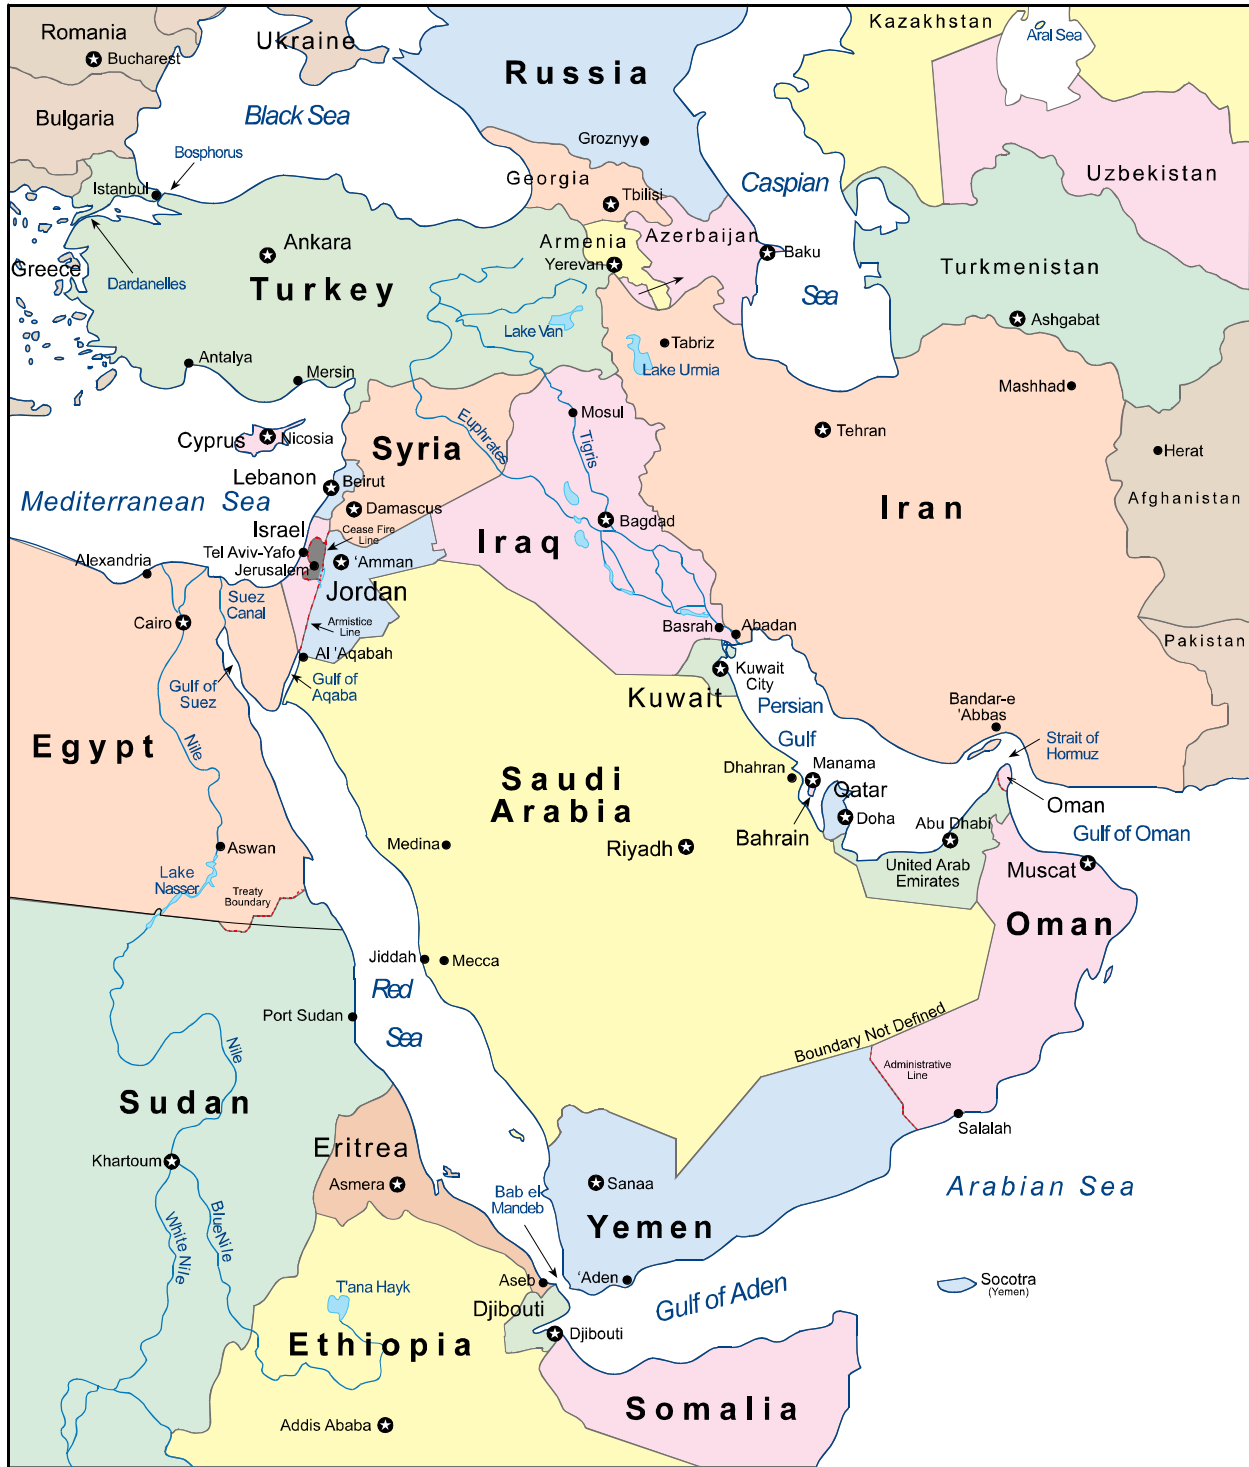 Romania
Bucharest
Ukraine
Russia
Kazakhstan
Aral Sea
Bulgaria
Black Sea
Bosphorus
Istanbul
Groznyy
Georgia
Tbilisi
Caspian
Sea
Uzbekistan
Greece
Dardanelles
Ankara
Turkey
Armenia
Yerevan
Azerbaijan
Baku
Turkmenistan
Ashgabat
Antalya
Mersin
Lake Van
Tabriz
Lake Urmia
Mashhad
Mosul
Tehran
Cyprus
Nicosia
Syria
Euphrates
Tigris
Herat
Lebanon
Beirut
Mediterranean Sea
Damascus
Bagdad
Iran
Afghanistan
Israel
Cease Fire
Line
Iraq
Tel Aviv-Yafo
Jerusalem
'Amman
Alexandria
Jordan
Suez
Canal
Cairo
Armistice
Line
Basrah
Abadan
Pakistan
Al 'Aqabah
Gulf of
Suez
Gulf of
Aqaba
Kuwait
City
Kuwait
Persian
Gulf
Bandar-e
'Abbas
Strait of
Hormuz
Egypt
Nile
Saudi
Arabia
Dhahran
Manama
Qatar
Oman
Doha
Bahrain
Abu Dhabi
Gulf of Oman
Aswan
Medina
Riyadh
United Arab
Emirates
Muscat
Lake
Nasser
Treaty
Boundary
Oman
Jiddah
Mecca
Red
Sea
Port Sudan
Boundary Not Defined
Nile
Administrative
Line
Sudan
Salalah
Eritrea
Khartoum
Asmera
Bab el
Mandeb
Sanaa
Arabian Sea
White Nile
BlueNile
Yemen
Aseb
'Aden
T'ana Hayk
Gulf of Aden
Socotra
(Yemen)
Djibouti
Djibouti
Ethiopia
Somalia
Addis Ababa